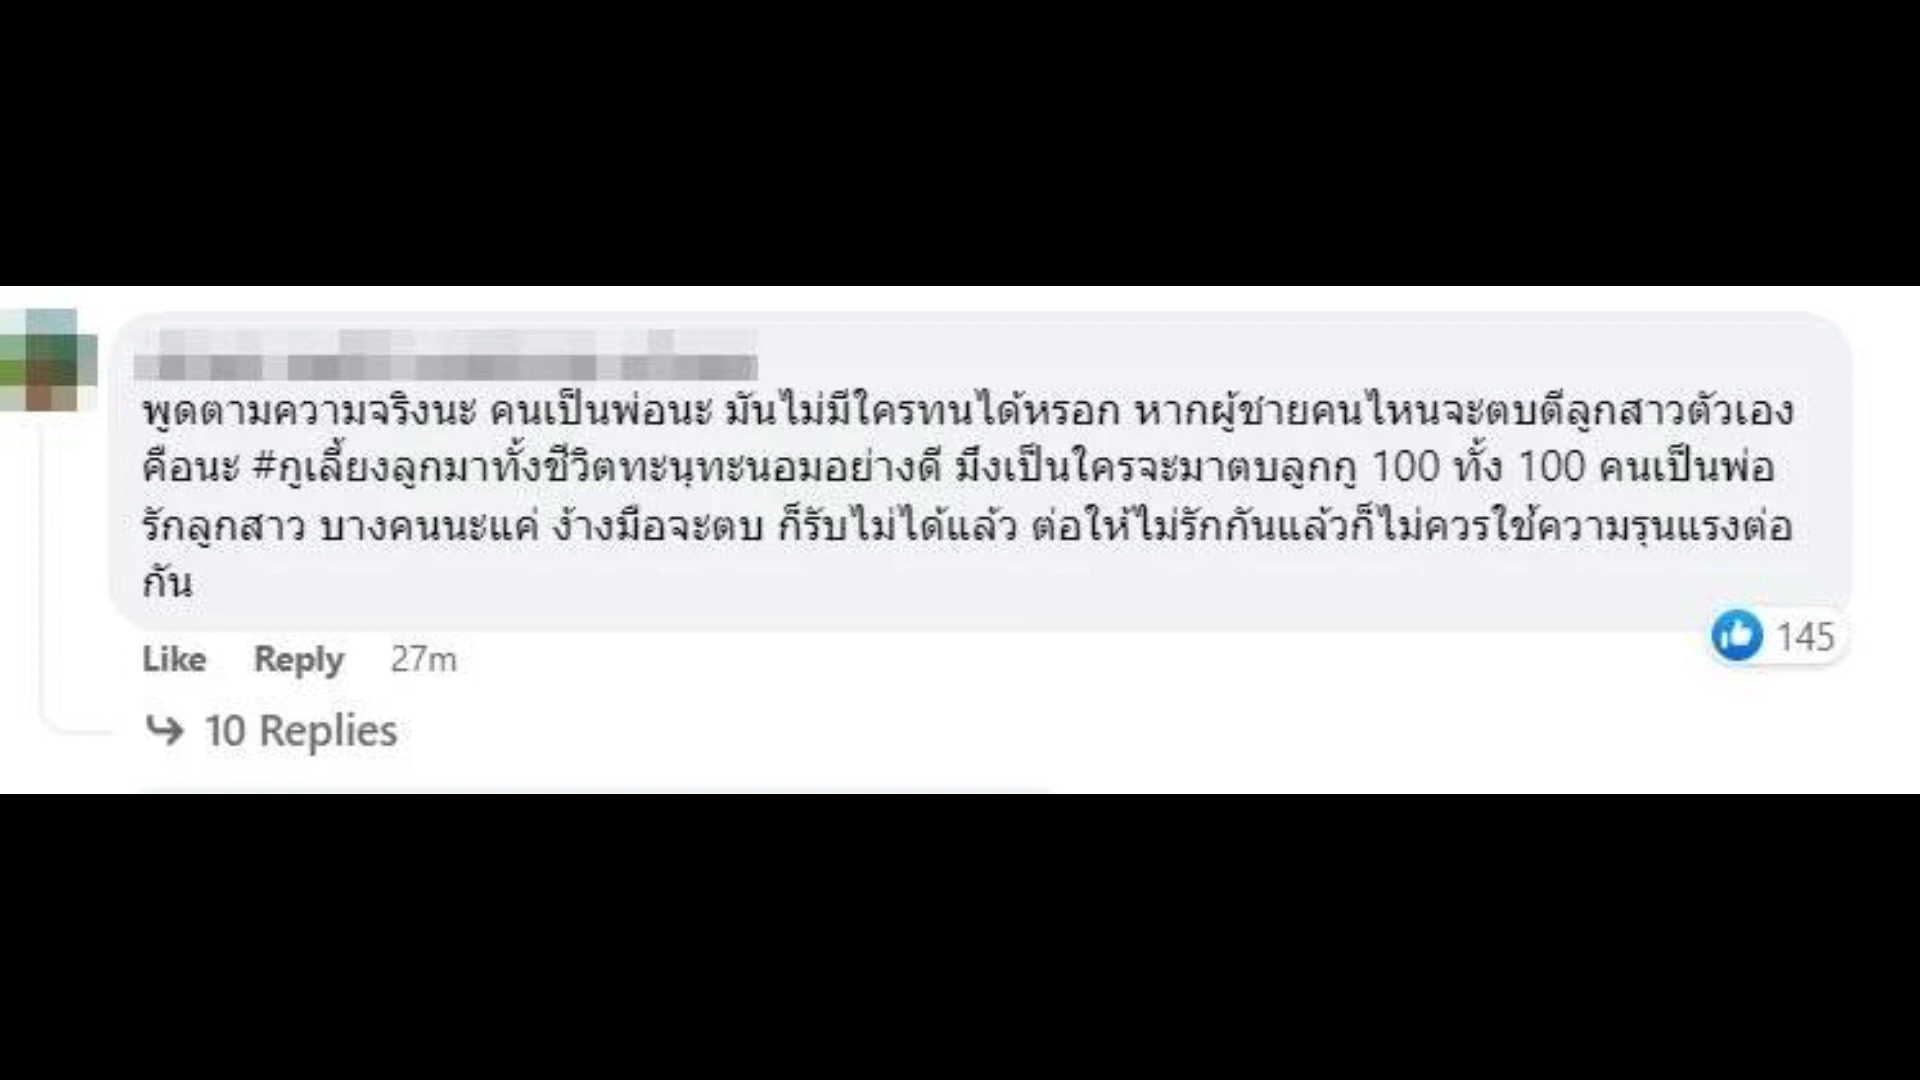 พูดตามความจริงนะ คนเป็นพ่อนะ มันไม่มีใครทนได้หรอก หากผู้ชายคนไหนจะตบตีลูกสาวตัวเอง
คือนะ #กูเลี้ยงลูกมาทั้งชีวิตทะนุทะนอมอย่างดี มึงเป็นใครจะมาตบลูกกู 100 ทั้ง 100 คนเป็นพ่อ
รักลูกสาว บางคนนะแค่ ง้างมือจะตบ ก็รับไม่ได้แล้ว ต่อให้ไม่รักกันแล้วก็ไม่ควรใช้ความรุนแรงต่อ
กัน
145
Like Reply 27m
10 Replies